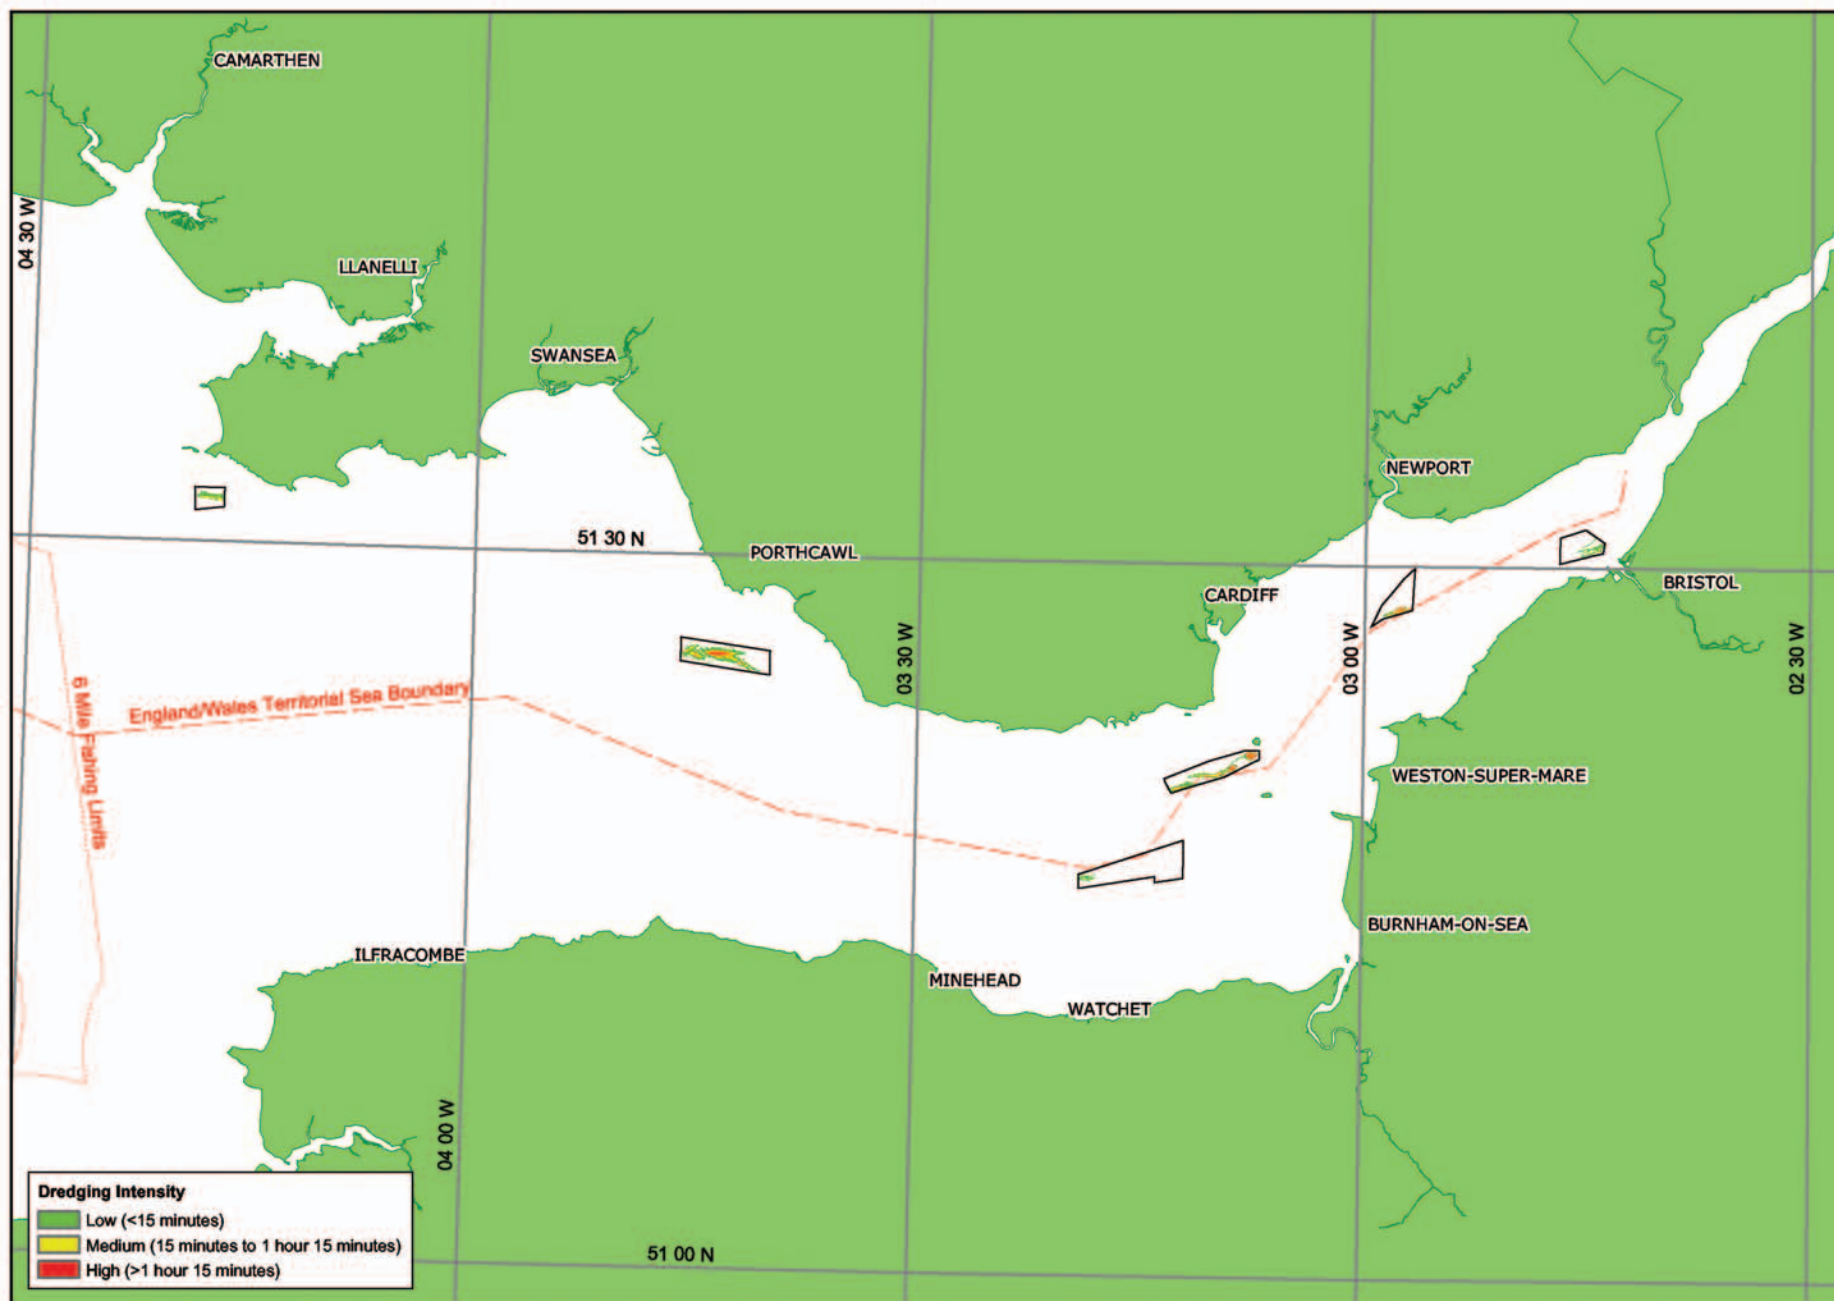 CAMARTHEN
04 30 W
LLANELLI
SWANSEA
NEWPORT
51 30 N
PORTHCAWL
BRISTOL
CARDIFF
03 30 W
03 00 W
02 30 W
England/Wales Territorial Sea Boundary
6 Mile Fishing Limits
WESTON-SUPER-MARE
BURNHAM-ON-SEA
ILFRACOMBE
MINEHEAD
WATCHET
04 00 W
Dredging Intensity
Low (<15 minutes)
Medium (15 minutes to 1 hour 15 minutes)
High (>1 hour 15 minutes)
51 00 N